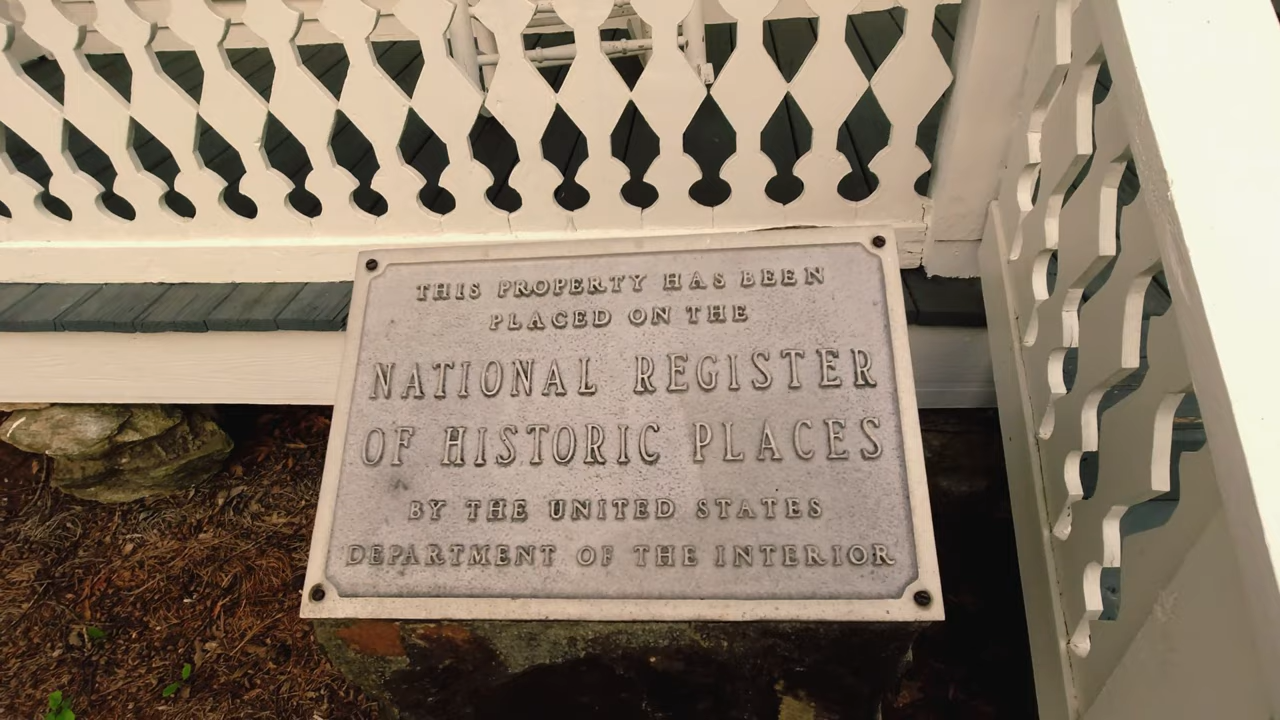 THIS PROPERTY HAS BEEN
PLACED ON THE
NATIONAL REGISTER
OF HISTORIC PLACES
BY THE UNITED STATES
DEPARTMENT OF THE INTERIOR